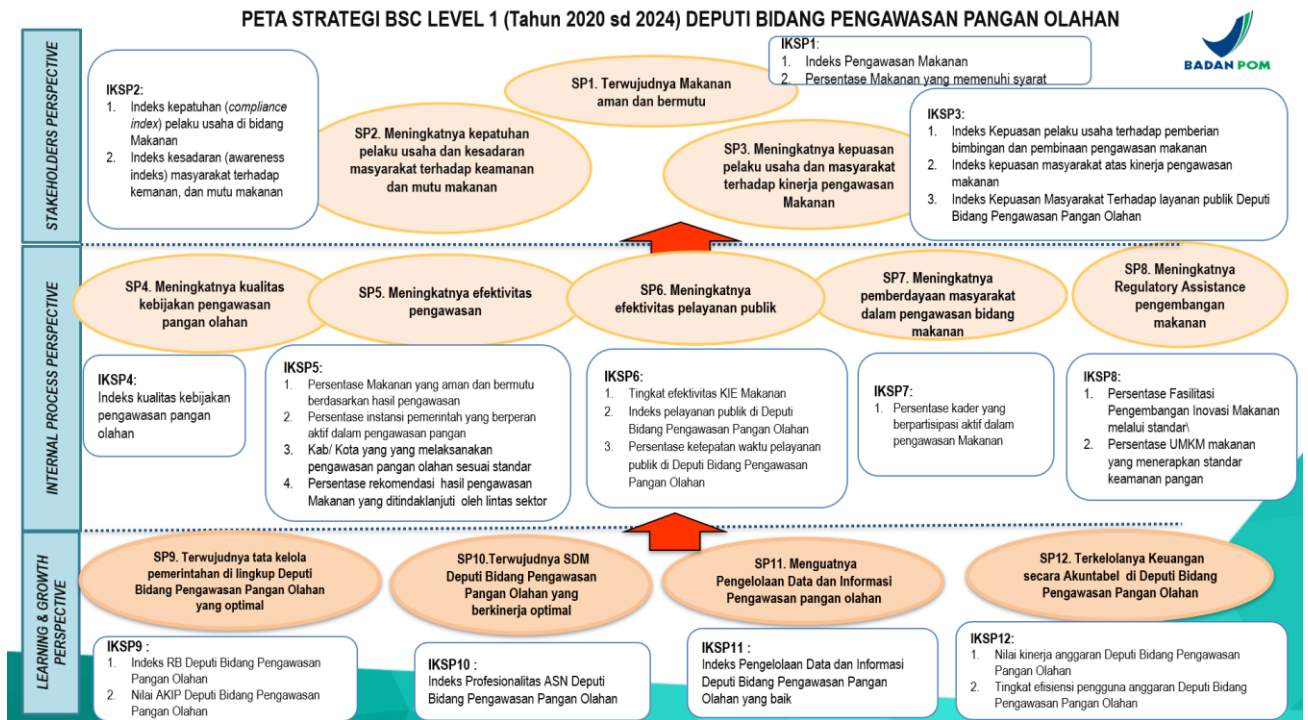 PETA STRATEGI BSC LEVEL 1 (Tahun 2020 sd 2024) DEPUTI BIDANG PENGAWASAN PANGAN OLAHAN
BADAN POM
STAKEHOLDERS PERSPECTIVE
IKSP2:
1. Indeks kepatuhan (compliance
index) pelaku usaha di bidang
Makanan
2. Indeks kesadaran (awareness
indeks) masyarakat terhadap
kemanan, dan mutu makanan
SP2. Meningkatnya kepatuhan
pelaku usaha dan kesadaran
masyarakat terhadap keamanan
dan mutu makanan
SP1. Terwujudnya Makanan
aman dan bermutu
IKSP1:
1. Indeks Pengawasan Makanan
2. Persentase Makanan yang memenuhi syarat
SP3. Meningkatnya kepuasan
pelaku usaha dan masyarakat
terhadap kinerja pengawasan
Makanan
IKSP3:
1. Indeks Kepuasan pelaku usaha terhadap pemberian
bimbingan dan pembinaan pengawasan makanan
2. Indeks kepuasan masyarakat atas kinerja pengawasan
makanan
3. Indeks Kepuasan Masyarakat Terhadap layanan publik Deputi
Bidang Pengawasan Pangan Olahan
INTERNAL PROCESS PERSPECTIVE
SP4. Meningkatnya kualitas
kebijakan pengawasan
pangan olahan
SP5. Meningkatnya efektivitas
pengawasan
SP6. Meningkatnya
efektivitas pelayanan publik
SP7. Meningkatnya
pemberdayaan masyarakat
dalam pengawasan bidang
makanan
SP8. Meningkatnya
Regulatory Assistance
pengembangan
makanan
IKSP4:
Indeks kualitas kebijakan
pengawasan pangan
olahan
IKSP5:
1. Persentase Makanan yang aman dan bermutu
berdasarkan hasil pengawasan
2. Persentase instansi pemerintah yang berperan
aktif dalam pengawasan pangan
3. Kab/ Kota yang yang melaksanakan
pengawasan pangan olahan sesuai standar
4. Persentase rekomendasi hasil pengawasan
Makanan yang ditindaklanjuti oleh lintas sektor
IKSP6:
1. Tingkat efektivitas KIE Makanan
2. Indeks pelayanan publik di Deputi
Bidang Pengawasan Pangan Olahan
3. Persentase ketepatan waktu pelayanan
publik di Deputi Bidang Pengawasan
Pangan Olahan
IKSP7:
1. Persentase kader yang
berpartisipasi aktif dalam
pengawasan Makanan
IKSP8:
1. Persentase Fasilitasi
Pengembangan Inovasi Makanan
melalui standar\
2. Persentase UMKM makanan
yang menerapkan standar
keamanan pangan
LEARNING & GROWTH
PERSPECTIVE
SP9. Terwujudnya tata kelola
pemerintahan di lingkup Deputi
Bidang Pengawasan Pangan Olahan
yang optimal
SP10.Terwujudnya SDM
Deputi Bidang Pengawasan
Pangan Olahan yang
berkinerja optimal
SP11. Menguatnya
Pengelolaan Data dan Informasi
Pengawasan pangan olahan
SP12. Terkelolanya Keuangan
secara Akuntabel di Deputi Bidang
Pengawasan Pangan Olahan
IKSP9:
1. Indeks RB Deputi Bidang Pengawasan
Pangan Olahan
2. Nilai AKIP Deputi Bidang Pengawasan
Pangan Olahan
IKSP10 :
Indeks Profesionalitas ASN Deputi
Bidang Pengawasan Pangan Olahan
IKSP11 :
Indeks Pengelolaan Data dan Informasi
Deputi Bidang Pengawasan Pangan
Olahan yang baik
IKSP12:
1. Nilai kinerja anggaran Deputi Bidang Pengawasan
Pangan Olahan
2. Tingkat efisiensi pengguna anggaran Deputi Bidang
Pengawasan Pangan Olahan